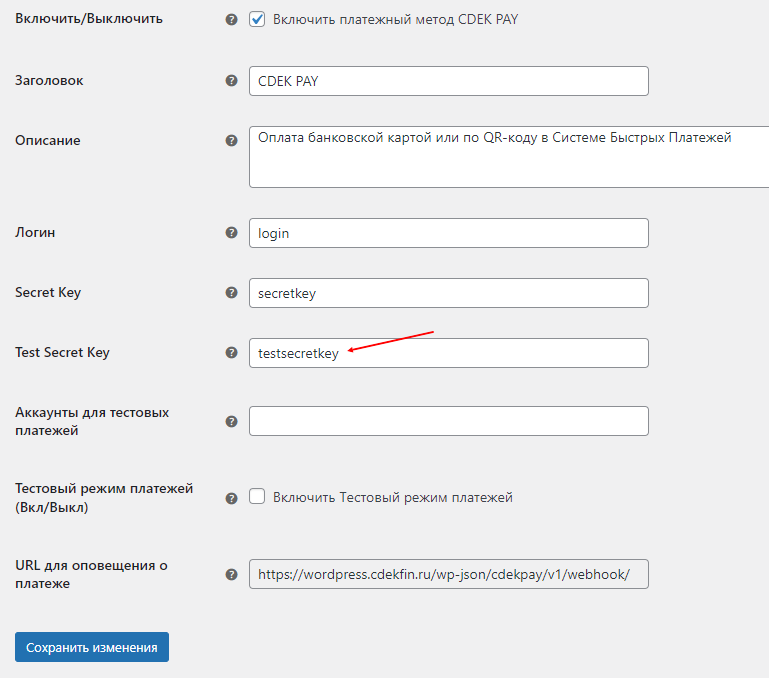 Включить/Выключить
Включить платежный метод CDEK PAY
Заголовок
CDEK PAY
Описание
Оплата банковской картой или по QR-коду в Системе Быстрых Платежей
Логин
login
Secret Key
secretkey
Test Secret Key
testsecretkey
Аккаунты для тестовых
платежей
Тестовый режим платежей
(Вкл/Выкл)
Включить Тестовый режим платежей
URL для оповещения о
платеже
https://wordpress.cdekfin.ru/wp-json/cdekpay/v1/webhook/
Сохранить изменения